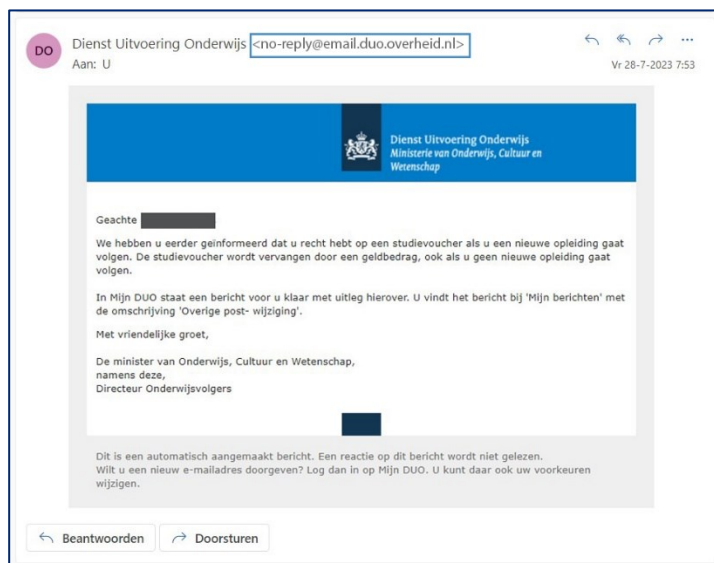 DO
Dienst Uitvoering Onderwijs <no-reply@email.duo.overheid.nl>
Aan: U
Vr 28-7-2023 7:53
Dienst Uitvoering Onderwijs
Ministerie van Onderwijs, Cultuur en
Wetenschap
Geachte
We hebben u eerder geïnformeerd dat u recht hebt op een studievoucher als u een nieuwe opleiding gaat
volgen. De studievoucher wordt vervangen door een geldbedrag, ook als u geen nieuwe opleiding gaat
volgen.
In Mijn DUO staat een bericht voor u klaar met uitleg hierover. U vindt het bericht bij 'Mijn berichten' met
de omschrijving 'Overige post- wijziging'.
Met vriendelijke groet,
De minister van Onderwijs, Cultuur en Wetenschap,
namens deze,
Directeur Onderwijsvolgers
Dit is een automatisch aangemaakt bericht. Een reactie op dit bericht wordt niet gelezen.
Wilt u een nieuw e-mailadres doorgeven? Log dan in op Mijn DUO. U kunt daar ook uw voorkeuren
wijzigen.
Beantwoorden
Doorsturen